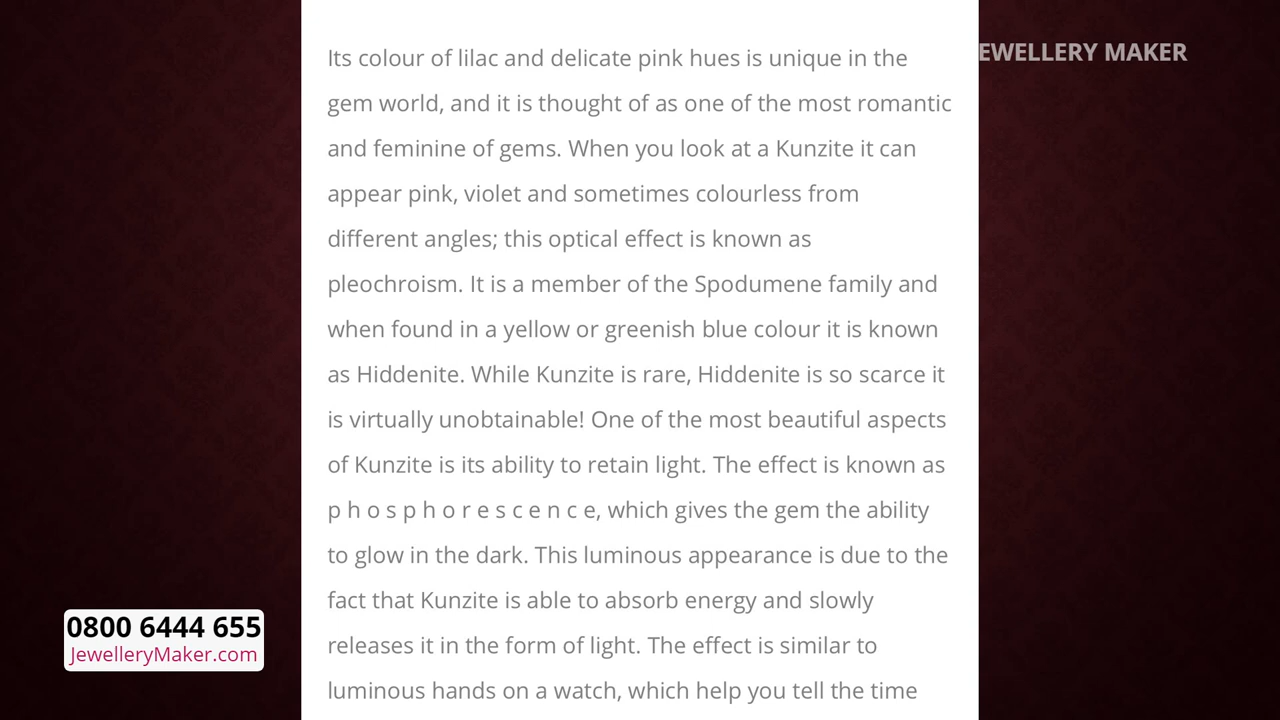 Its colour of lilac and delicate pink hues is unique in the
gem world, and it is thought of as one of the most romantic
and feminine of gems. When you look at a Kunzite it can
appear pink, violet and sometimes colourless from
different angles; this optical effect is known as
pleochroism. It is a member of the Spodumene family and
when found in a yellow or greenish blue colour it is known
as Hiddenite. While Kunzite is rare, Hiddenite is so scarce it
is virtually unobtainable! One of the most beautiful aspects
of Kunzite is its ability to retain light. The effect is known as
p h o s p h o r e s c e n c e, which gives the gem the ability
to glow in the dark. This luminous appearance is due to the
fact that Kunzite is able to absorb energy and slowly
releases it in the form of light. The effect is similar to
luminous hands on a watch, which help you tell the time
EWELLERY MAKER
0800 6444 655
JewelleryMaker.com